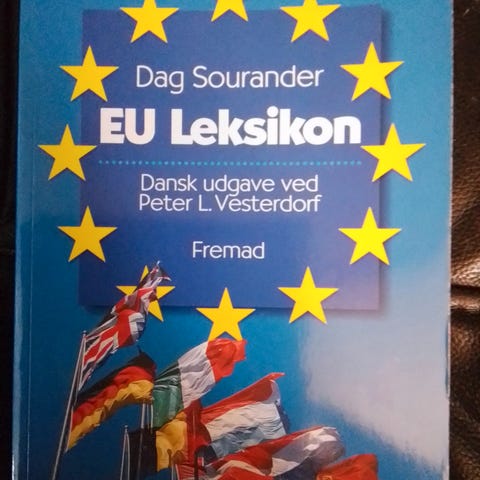 Dag Sourander
EU Leksikon
Dansk udgave ved
Peter L. Vesterdorf
Fremad